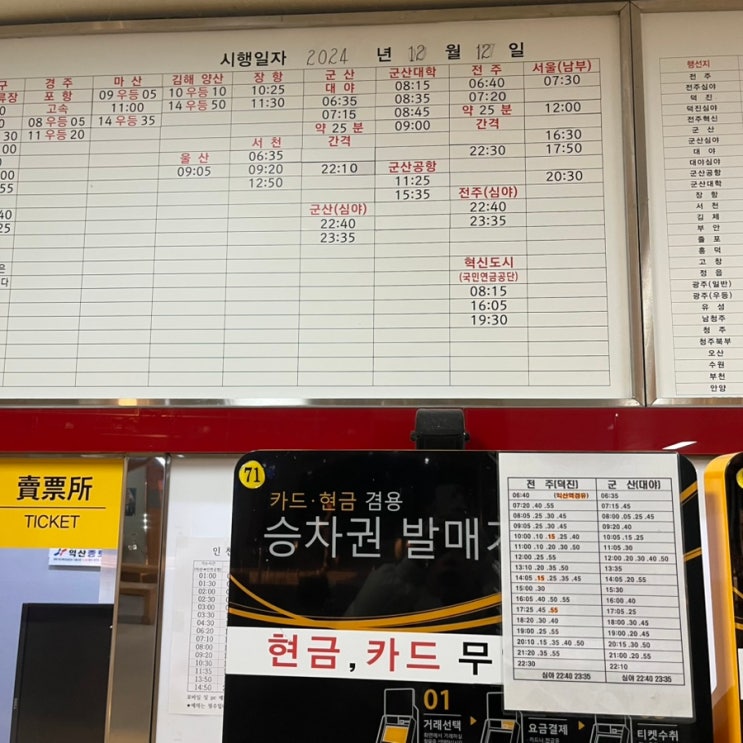 시행일자 2024 년 12 월 12 일
경주
포항
고속
08 우등 05
11 우등 20
마산
09 우등 05
11:00
14 우등 35
김해 양산
10 우등 10
14 우등 50
울산
09:05
장항
10:25
11:30
서천
06:35
09:20
12:50
군산
대야
06:35
07:15
약 25 분
간격
22:10
군산(심야)
22:40
23:35
군산대학
08:15
08:35
08:45
09:00
군산공항
11:25
15:35
전주
06:40
07:20
약 25 분
간격
22:30
전주(심야)
22:40
23:35
혁신도시
(국민연금공단)
08:15
16:05
19:30
서울(남부)
07:30
12:00
16:30
17:50
20:30
행선지
전주
전주심야
덕진
덕진심야
전주혁신
군산
군산심야
대야
대야심야
군산공항
군산대학
장항
서천
김제
부안
줄포
흥덕
고창
정읍
광주(일반)
광주(우등)
유성
남청주
청주
청주북부
오산
수원
부천
안양
賣票所
TICKET
71
카드·현금 겸용
승차권 발매
현금,카드 무
01
거래선택
요금결제
티켓수취
인천
01:00
01:30
02:00
전주(덕진)
06:40 (익산역경유)
07:20 .40 .55
08:05 .25 .30 .45
09:05 .25 .30 .45
10:00 .10 .15 .25 .40
11:00 .10 .30 .50
12:00 .25 .55
13:10 .20 .35 .50
14:05 .15 .25 .35 .45
15:00 .30
16:05 .40 .50 .55
17:25 .45 .55
18:20 .30 .40
19:00 .25 .55
20:10 .15 .35 .40 .50
21:20 .35 .55
22:30
심야 22:40 23:35
군산(대야)
06:35
07:15 .45
08:00 .05 .25 .45
09:20 .40
10:05 .15 .25
11:05 .30
12:00 .20 .30 .40 .50
13:35
14:05 .20 .55
15:30
16:00 .40
17:05 .25
18:00 .30 .45
19:00 .20 .45
20:15 .30 .50
21:00 .20 .55
22:10
심야 22:40 23:35